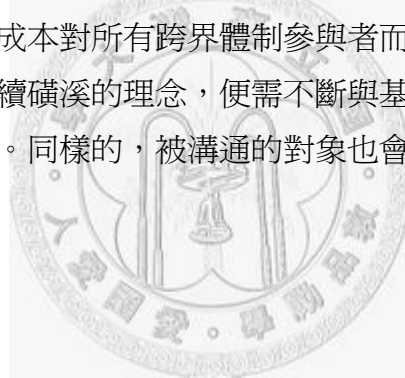 成本對所有跨界體制參與者而
續磺溪的理念，便需不斷與基
。同樣的，被溝通的對象也會